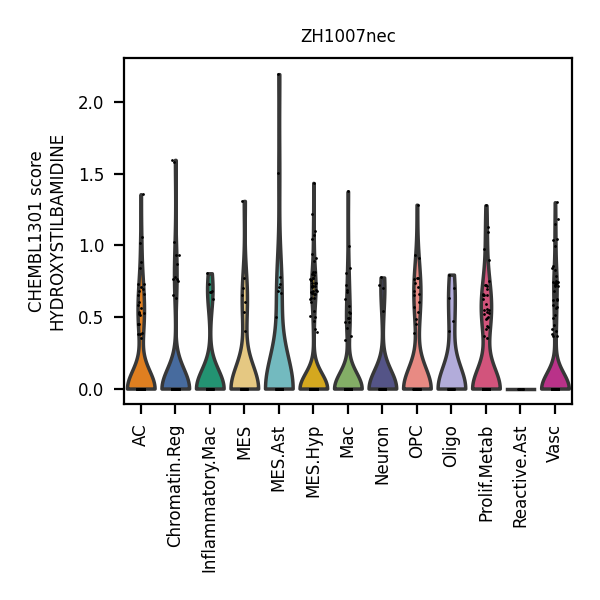 ZH1007nec
CHEMBL1301 score
HYDROXYSTILBAMIDINE
2.0
1.5
1.0
0.5
0.0
AC
Chromatin.Reg
Inflammatory.Mac
MES
MES.Ast
MES.Hyp
Mac
Neuron
OPC
Oligo
Prolif.Metab
Reactive.Ast
Vasc